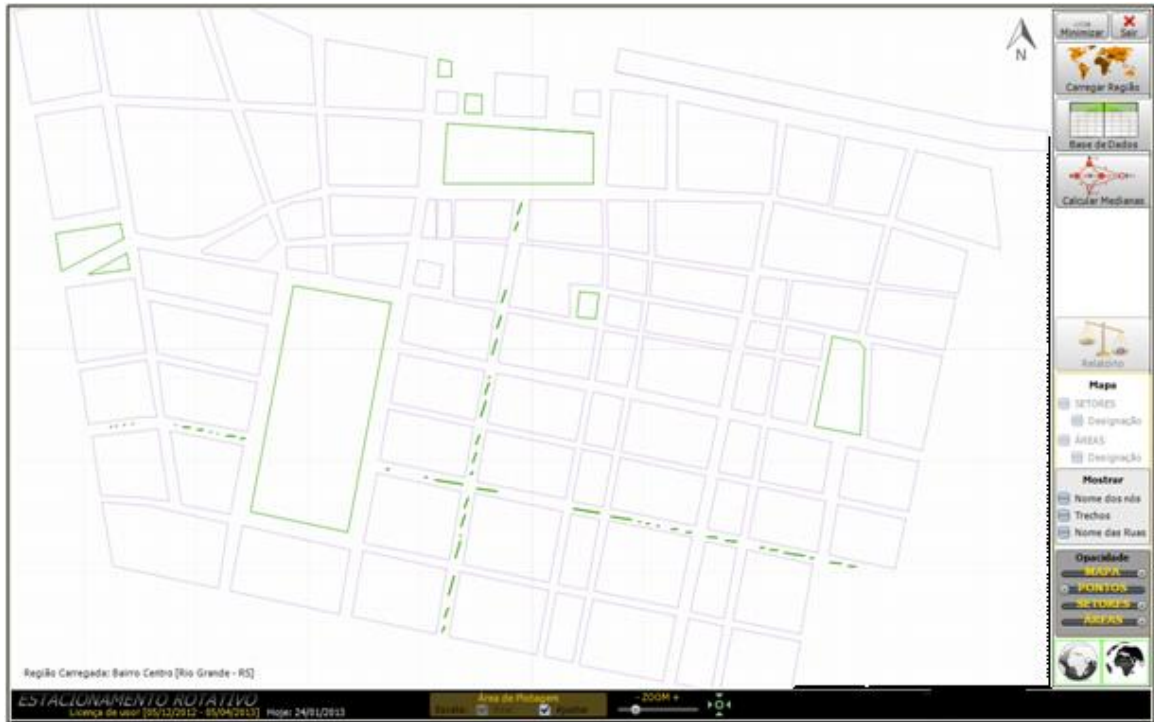 N
Minimizar
Sair
Carregar Região
Base de Dados
Calcular Medianas
Relatorio
Mapa
SETORES
Designação
ÁREAS
Designação
Mostrar
Nome dos nós
Trechos
Nome das Ruas
Opacidade
MAPA
PONTOS
SETORES
ÁREAS
Região Carregada: Bairro Centro [Rio Grande - RS]
ESTACIONAMENTO ROTATIVO
Licença de uso: [05/12/2012 - 05/04/2013] Hoje: 24/01/2013
Área de Plotagem
- ZOOM +